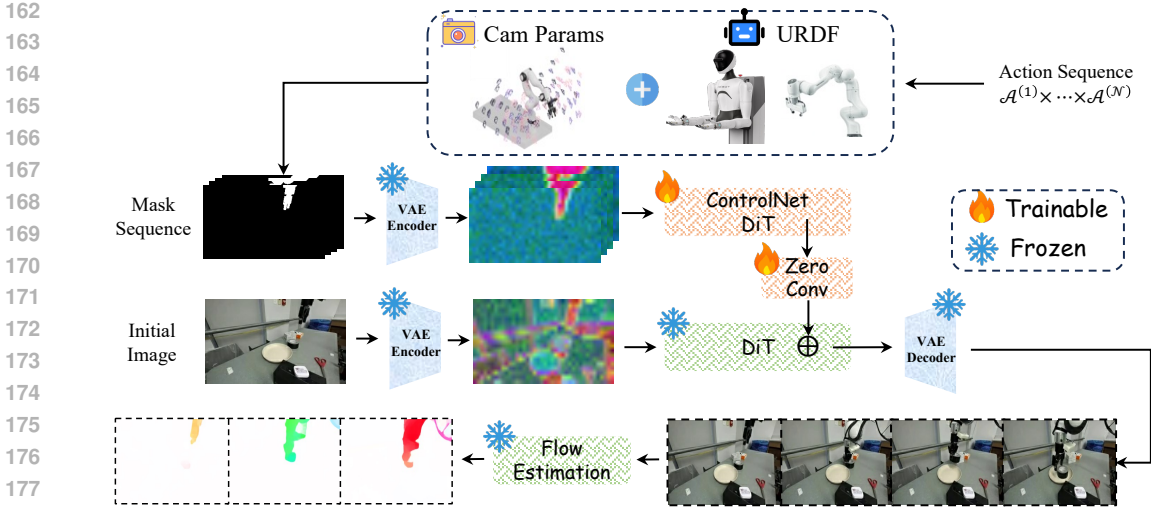 162
163
164
165
166
167
168
169
170
171
172
173
174
175
176
177
Cam Params
URDF
Action Sequence
𝒜⁽¹⁾× ⋯ ×𝒜⁽ᴺ⁾
Mask
Sequence
VAE
Encoder
ControlNet
DiT
Zero
Conv
Trainable
Frozen
Initial
Image
VAE
Encoder
DiT
VAE
Decoder
Flow
Estimation